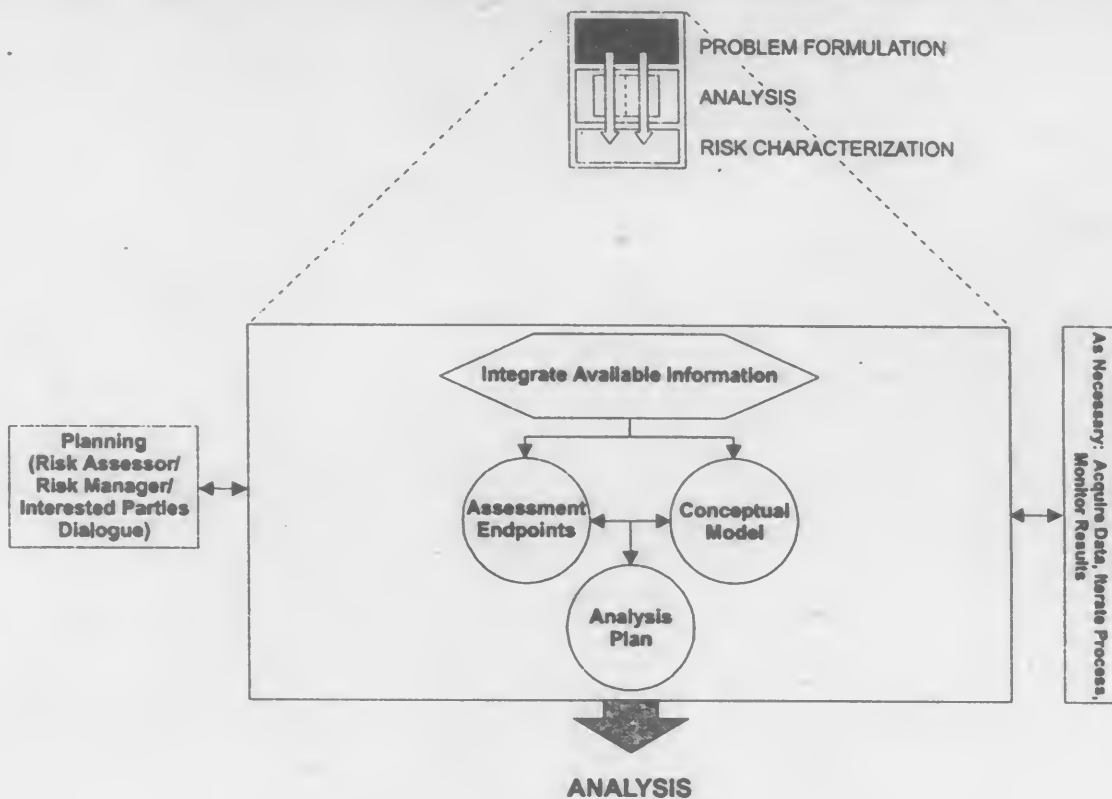 PROBLEM FORMULATION
ANALYSIS
RISK CHARACTERIZATION
Integrate Available Information
Planning
(Risk Assessor/
Risk Manager/
Interested Parties
Dialogue)
Assessment
Endpoints
Conceptual
Model
Analysis
Plan
As Necessary: Acquire Data, Iterate Process,
Monitor Results
ANALYSIS